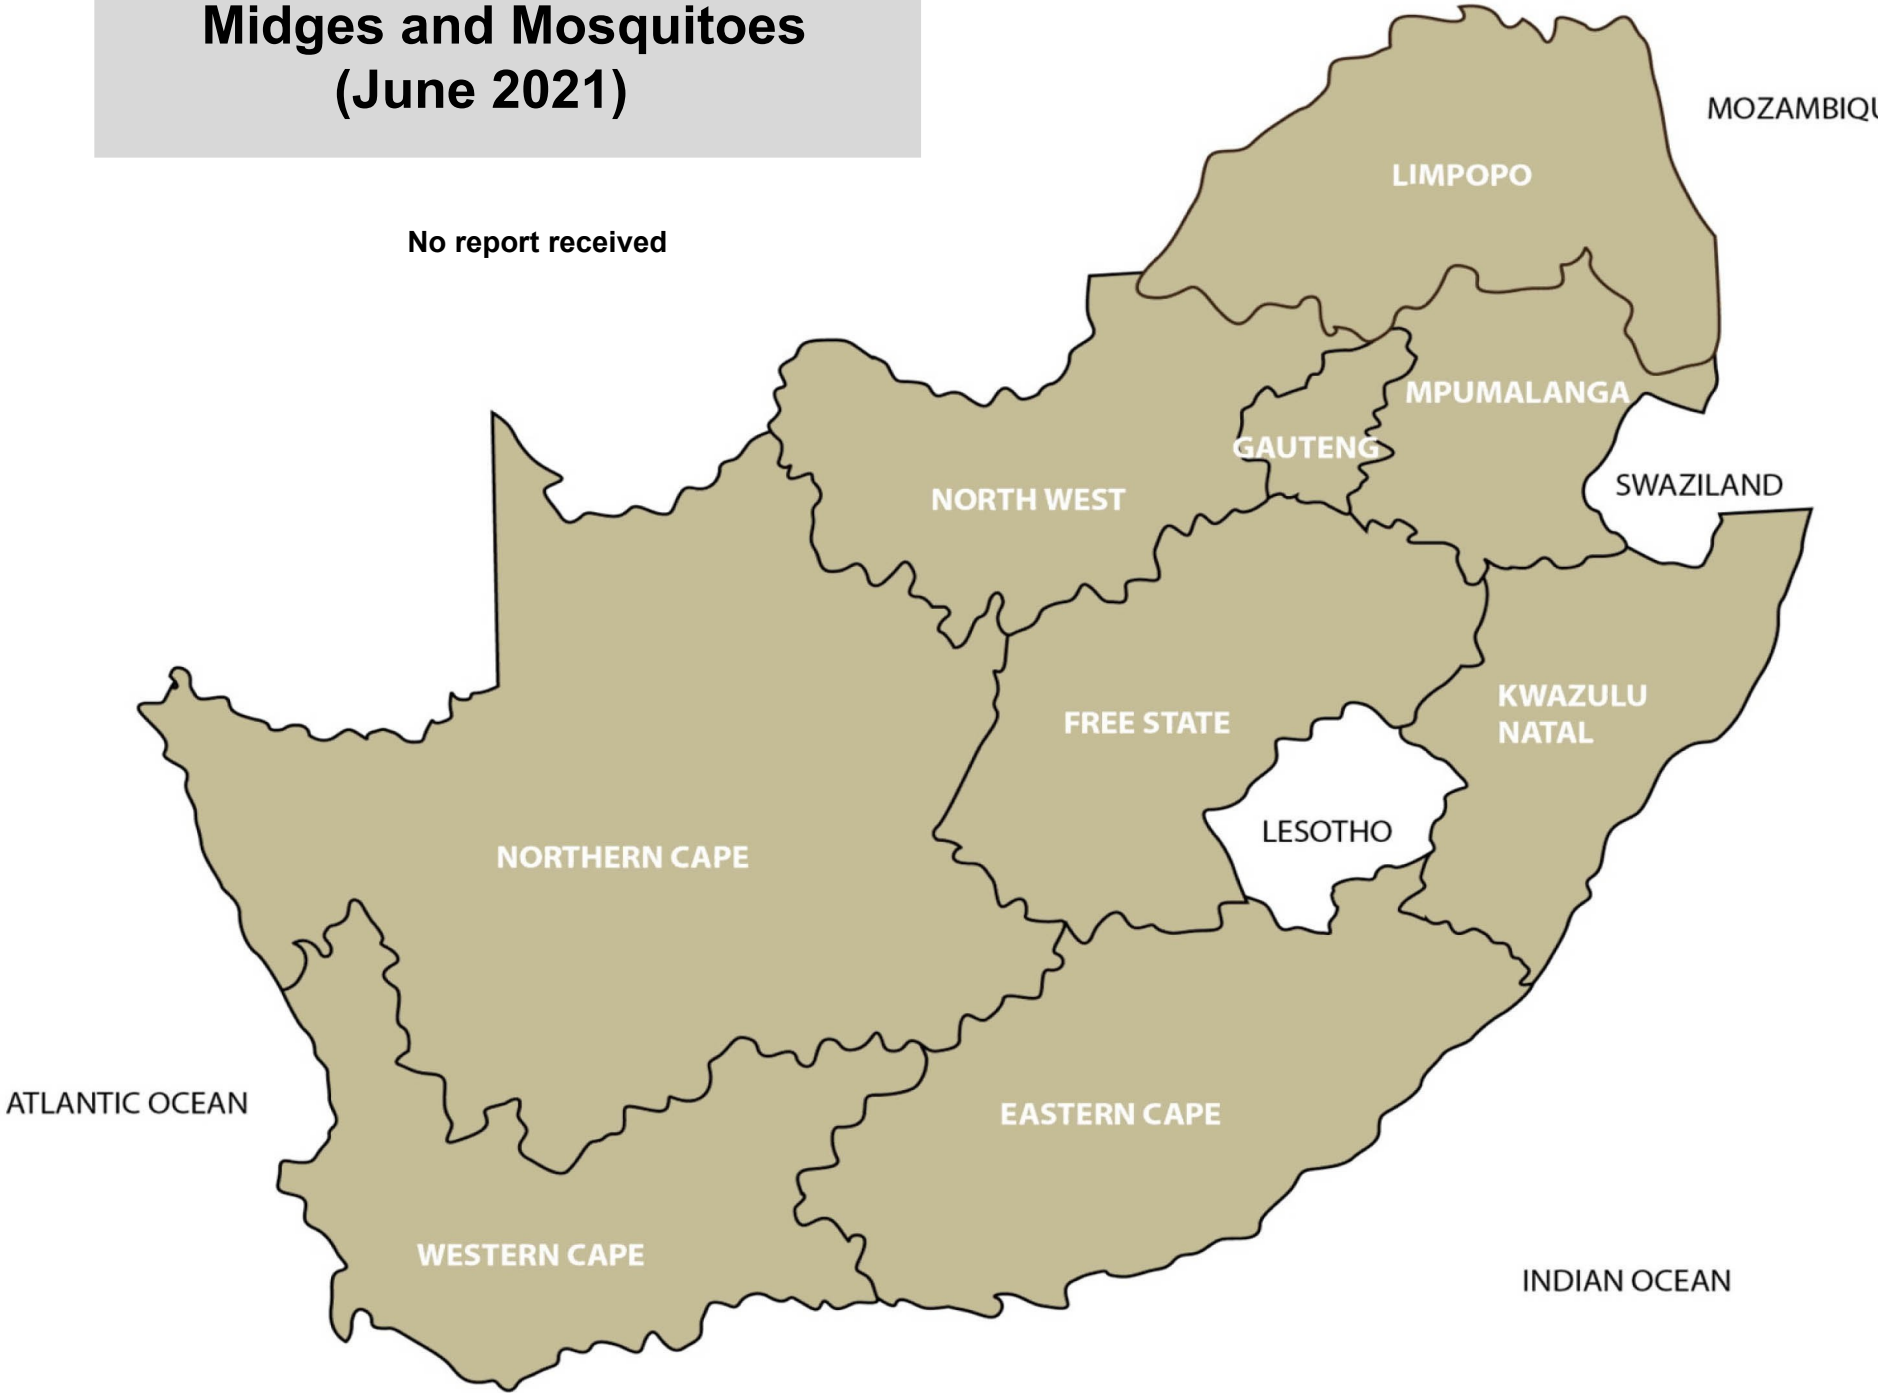 Midges and Mosquitoes
(June 2021)
No report received
MOZAMBIQU
LIMPOPO
MPUMALANGA
GAUTENG
SWAZILAND
NORTH WEST
KWAZULU
NATAL
FREE STATE
LESOTHO
NORTHERN CAPE
ATLANTIC OCEAN
EASTERN CAPE
WESTERN CAPE
INDIAN OCEAN